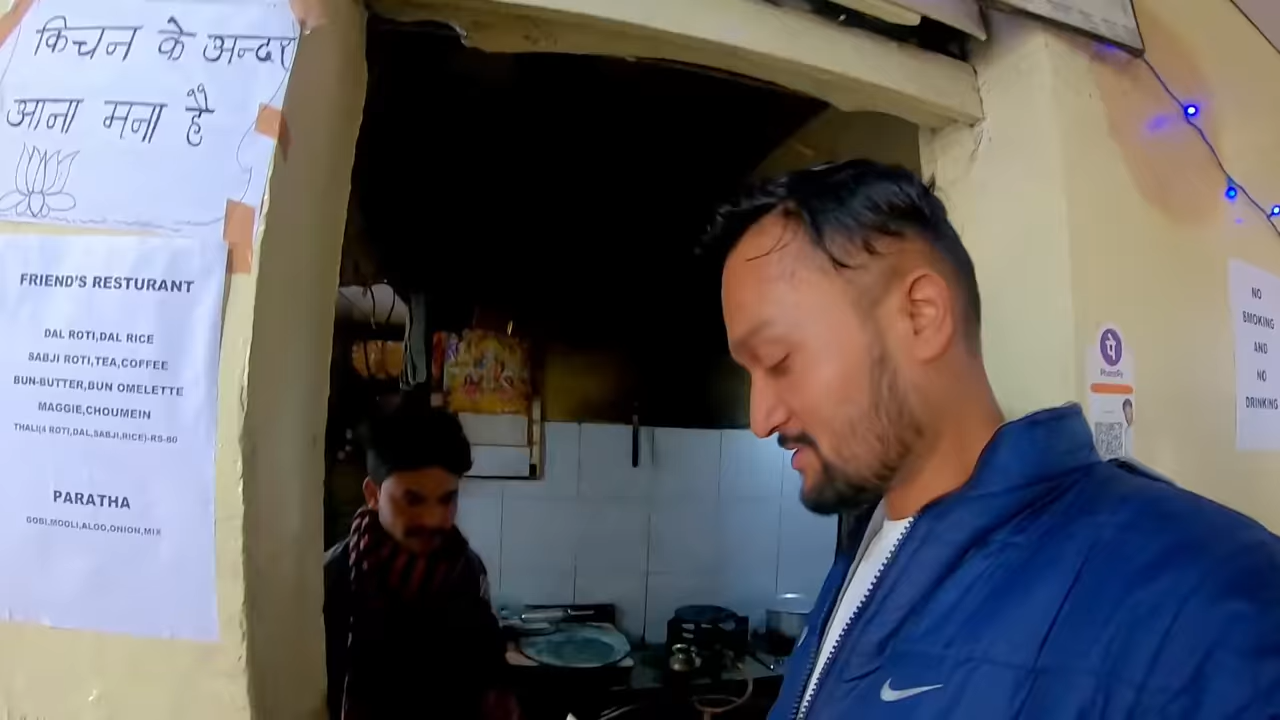 किचन के अन्दर
आना मना है
FRIEND'S RESTURANT
DAL ROTI,DAL RICE
SABJI ROTI,TEA,COFFEE
BUN-BUTTER,BUN OMELETTE
MAGGIE,CHOUMEIN
THALI(4 ROTI,DAL,SABJI,RICE)-RS-80
PARATHA
GOBI,MOOLI,ALOO,ONION,MIX
पे
PhonePe
NO
SMOKING
AND
NO
DRINKING